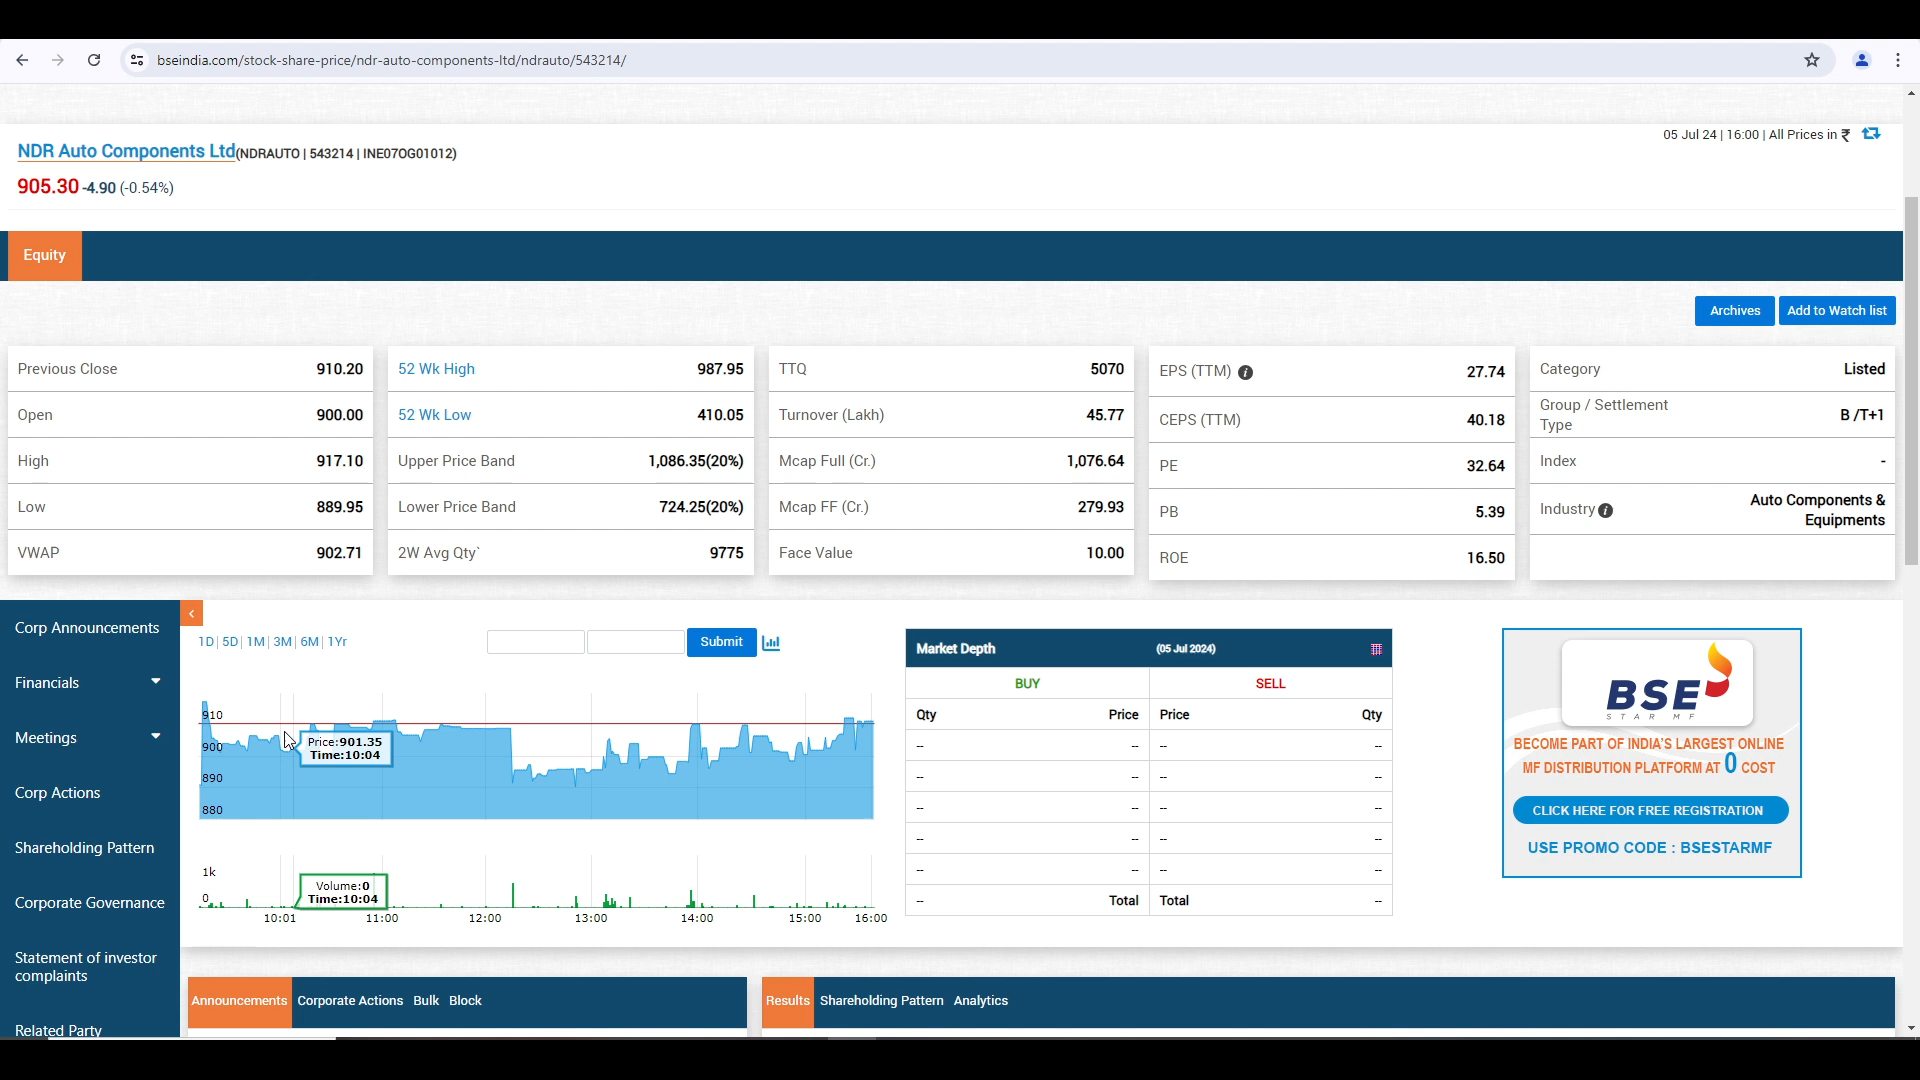 bseindia.com/stock-share-price/ndr-auto-components-ltd/ndrauto/543214/
05 Jul 24 | 16:00 | All Prices in ₹
NDR Auto Components Ltd(NDRAUTO | 543214 | INE07OG01012)
905.30 -4.90 (-0.54%)
Equity
Archives
Add to Watch list
Previous Close 910.20
Open 900.00
High 917.10
Low 889.95
VWAP 902.71
52 Wk High 987.95
52 Wk Low 410.05
Upper Price Band 1,086.35(20%)
Lower Price Band 724.25(20%)
2W Avg Qty` 9775
TTQ 5070
Turnover (Lakh) 45.77
Mcap Full (Cr.) 1,076.64
Mcap FF (Cr.) 279.93
Face Value 10.00
EPS (TTM) i 27.74
CEPS (TTM) 40.18
PE 32.64
PB 5.39
ROE 16.50
Category Listed
Group / Settlement
Type B /T+1
Index -
Industry i Auto Components &
Equipments
Corp Announcements
Financials
Meetings
Corp Actions
Shareholding Pattern
Corporate Governance
Statement of investor
complaints
Related Party
1D| 5D| 1M| 3M| 6M| 1Yr
Submit
910
900
890
880
Price:901.35
Time:10:04
1k
0
Volume:0
Time:10:04
10:01 11:00 12:00 13:00 14:00 15:00 16:00
Market Depth (05 Jul 2024)
BUY SELL
Qty Price Price Qty
-- -- -- --
-- -- -- --
-- -- -- --
-- -- -- --
-- -- -- --
-- Total Total --
BSE
STAR MF
BECOME PART OF INDIA'S LARGEST ONLINE
MF DISTRIBUTION PLATFORM AT 0 COST
CLICK HERE FOR FREE REGISTRATION
USE PROMO CODE : BSESTARMF
Announcements Corporate Actions Bulk Block
Results Shareholding Pattern Analytics